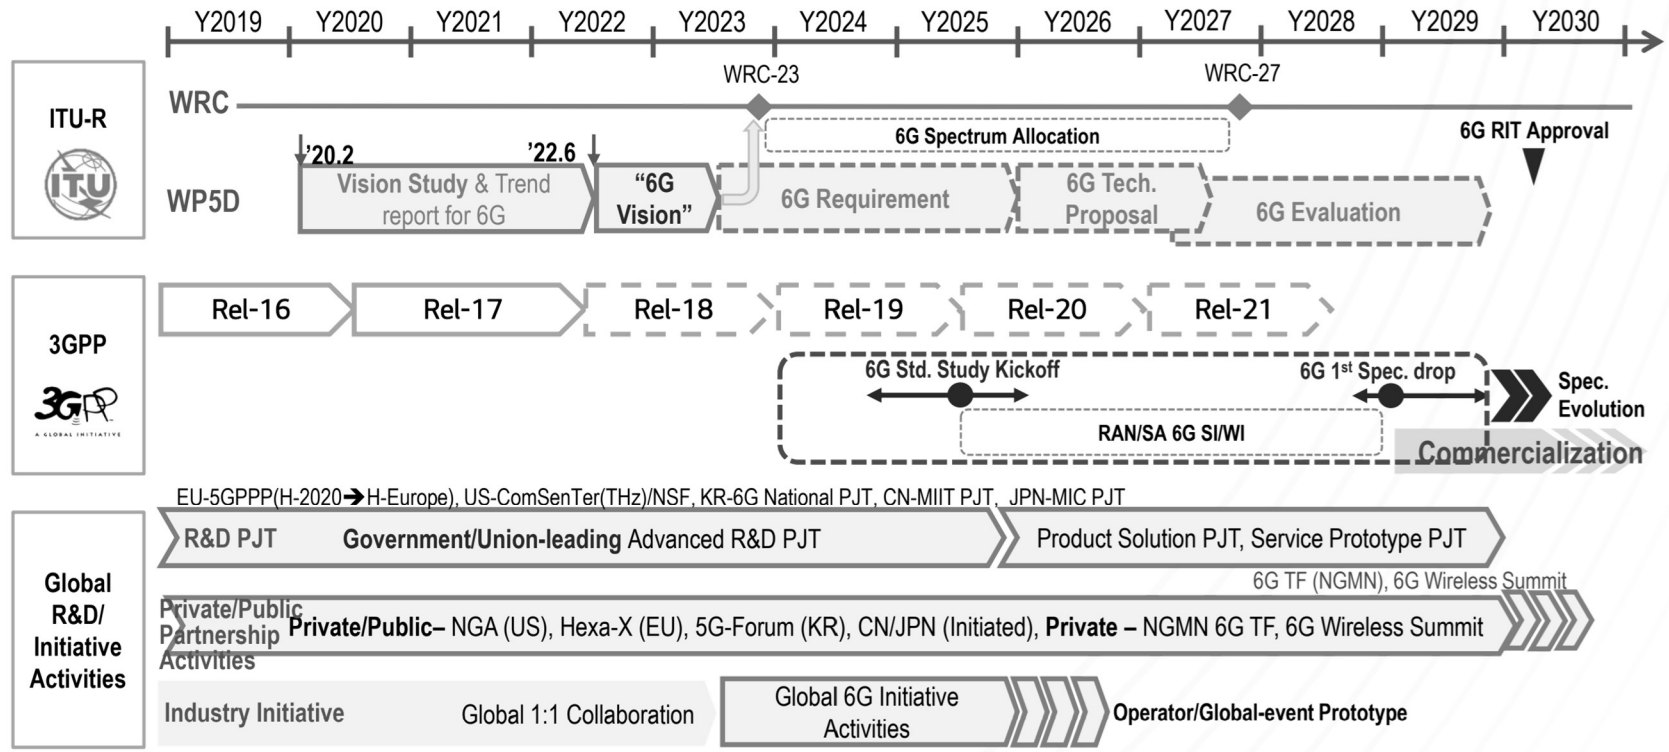 Y2019 Y2020 Y2021 Y2022 Y2023 Y2024 Y2025 Y2026 Y2027 Y2028 Y2029 Y2030
ITU-R
ITU
WRC
WRC-23
WRC-27
6G Spectrum Allocation
6G RIT Approval
WP5D
’20.2
’22.6
Vision Study & Trend
report for 6G
“6G
Vision”
6G Requirement
6G Tech.
Proposal
6G Evaluation
3GPP
3GPP
A GLOBAL INITIATIVE
Rel-16 Rel-17 Rel-18 Rel-19 Rel-20 Rel-21
6G Std. Study Kickoff
6G 1st Spec. drop
Spec.
Evolution
RAN/SA 6G SI/WI
Commercialization
Global
R&D/
Initiative
Activities
EU-5GPPP(H-2020➔H-Europe), US-ComSenTer(THz)/NSF, KR-6G National PJT, CN-MIIT PJT, JPN-MIC PJT
R&D PJT
Government/Union-leading Advanced R&D PJT
Product Solution PJT, Service Prototype PJT
6G TF (NGMN), 6G Wireless Summit
Private/Public
Partnership
Activities
Private/Public– NGA (US), Hexa-X (EU), 5G-Forum (KR), CN/JPN (Initiated), Private – NGMN 6G TF, 6G Wireless Summit
Industry Initiative
Global 1:1 Collaboration
Global 6G Initiative
Activities
Operator/Global-event Prototype